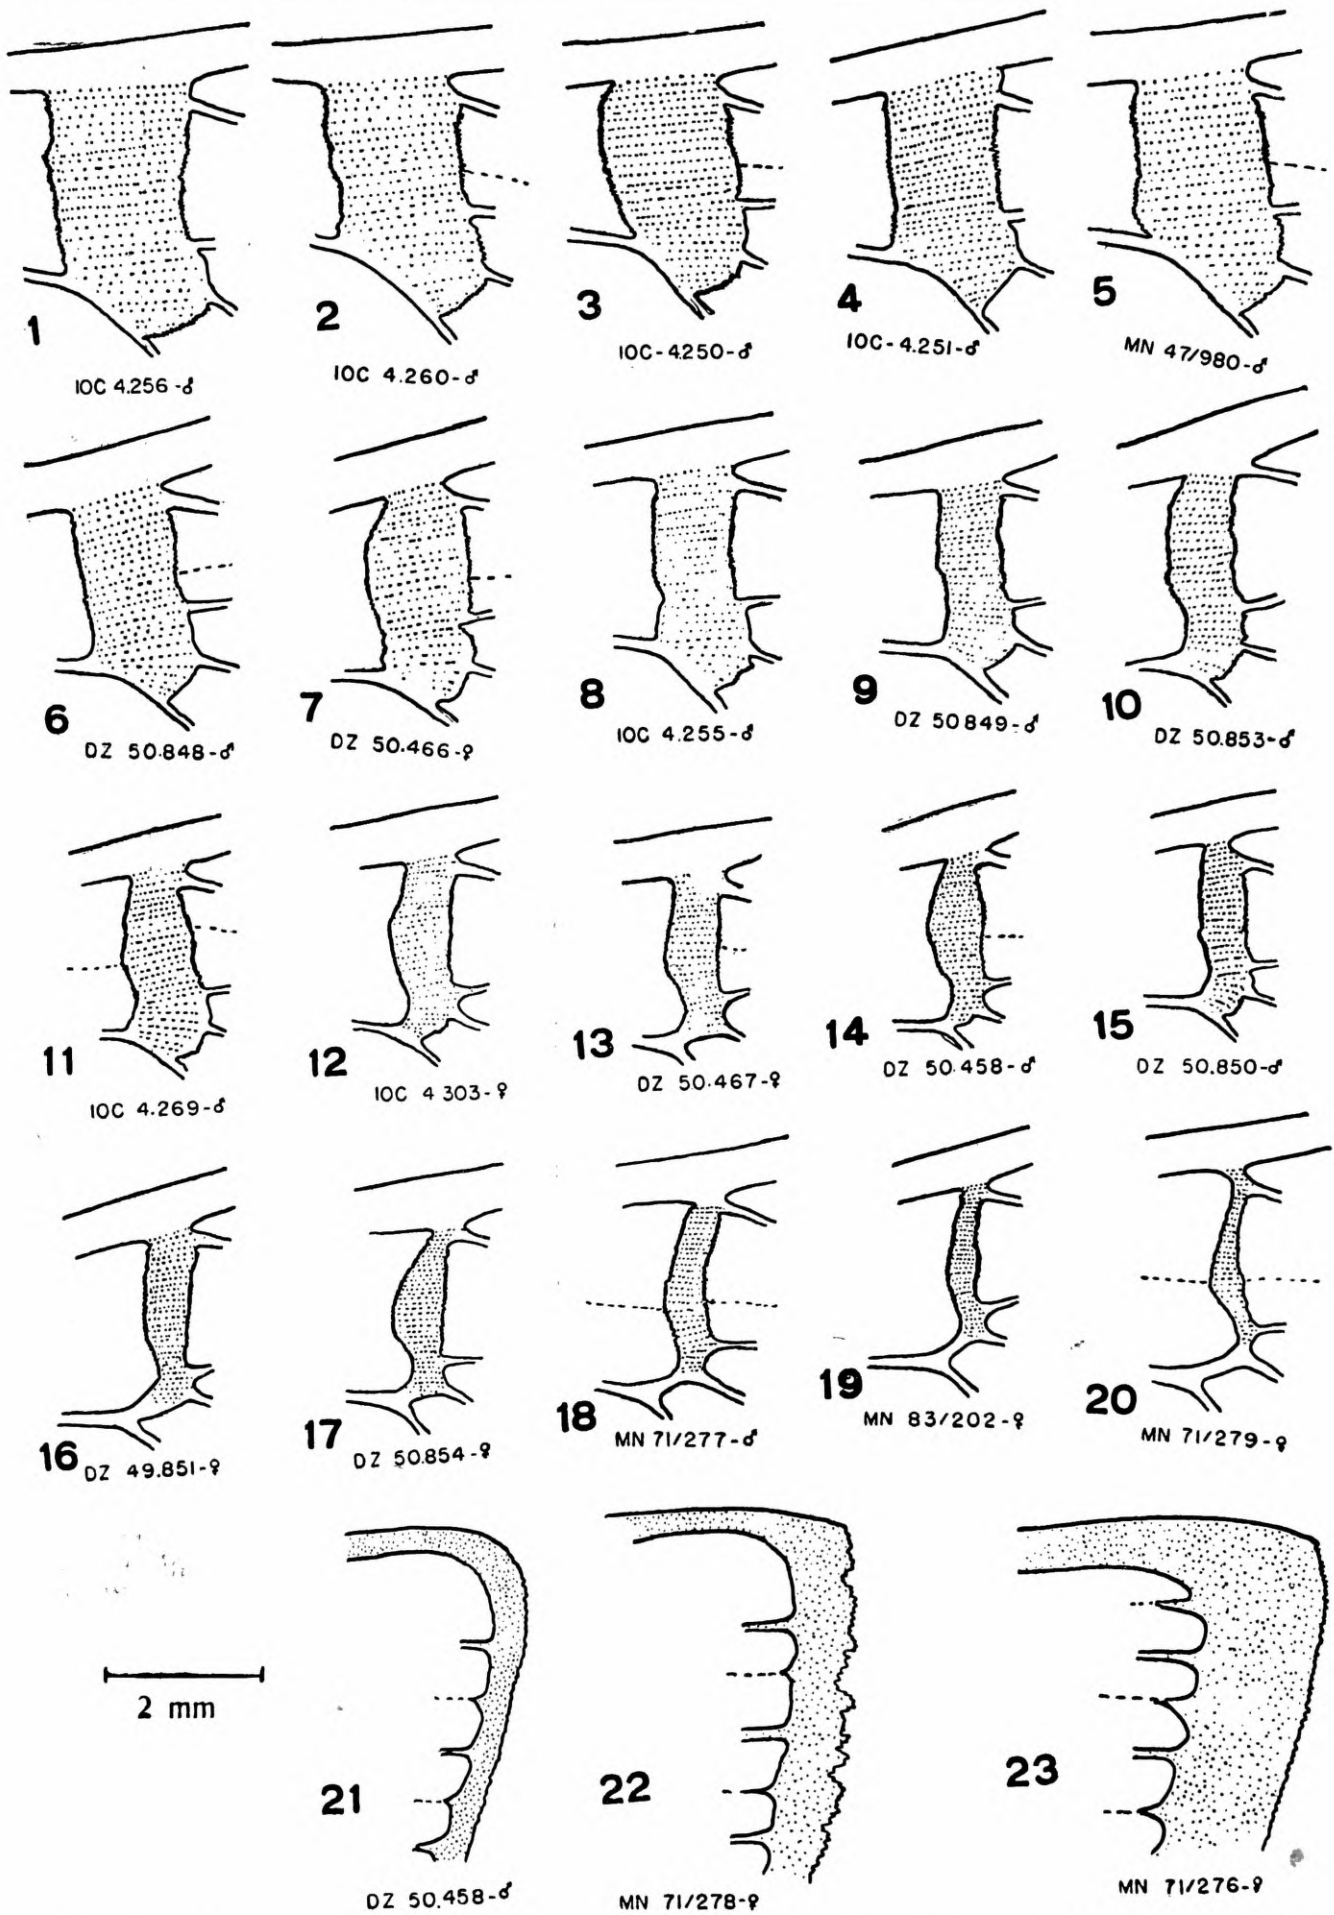 1
IOC 4.256-♂
2
IOC 4.260-♂
3
IOC-4.250-♂
4
IOC-4.251-♂
5
MN 47/980-♂
6
DZ 50.848-♂
7
DZ 50.466-♀
8
IOC 4.255-♂
9
DZ 50849-♂
10
DZ 50.853-♂
11
IOC 4.269-♂
12
IOC 4303-♀
13
DZ 50.467-♀
14
DZ 50.458-♂
15
DZ 50.850-♂
16
DZ 49.851-♀
17
DZ 50.854-♀
18
MN 71/277-♂
19
MN 83/202-♀
20
MN 71/279-♀
2 mm
21
DZ 50.458-♂
22
MN 71/278-♀
23
MN 71/276-♀